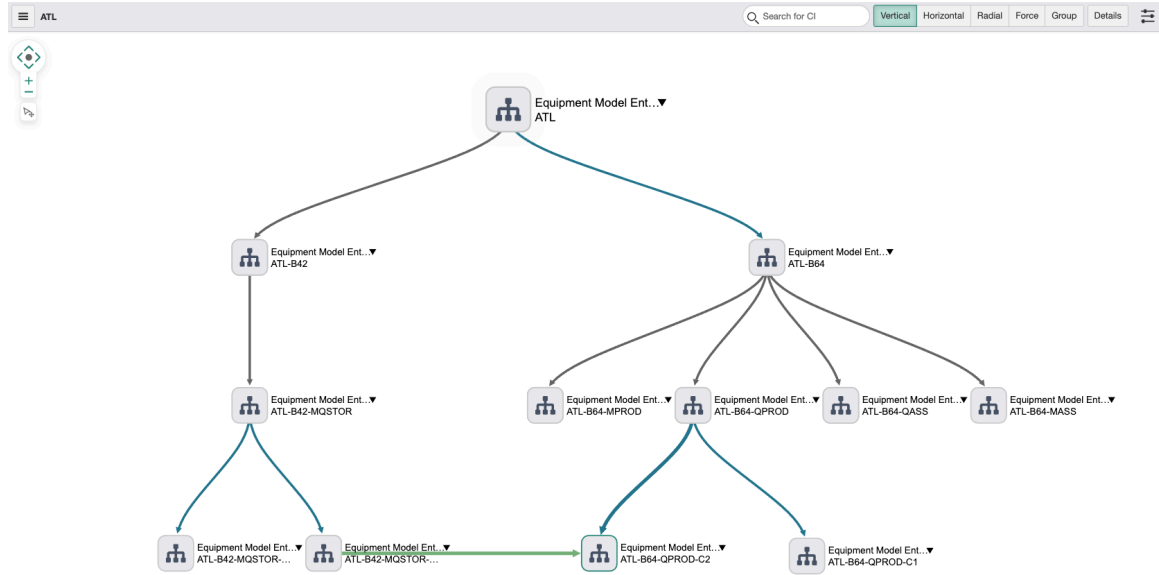 ATL
Search for CI
Vertical
Horizontal
Radial
Force
Group
Details
Equipment Model Ent...
ATL
Equipment Model Ent...
ATL-B42
Equipment Model Ent...
ATL-B64
Equipment Model Ent...
ATL-B42-MQSTOR
Equipment Model Ent...
ATL-B64-MPROD
Equipment Model Ent...
ATL-B64-QPROD
Equipment Model Ent...
ATL-B64-QASS
Equipment Model Ent...
ATL-B64-MASS
Equipment Model Ent...
ATL-B42-MQSTOR-...
Equipment Model Ent...
ATL-B42-MQSTOR-...
Equipment Model Ent...
ATL-B64-QPROD-C2
Equipment Model Ent...
ATL-B64-QPROD-C1